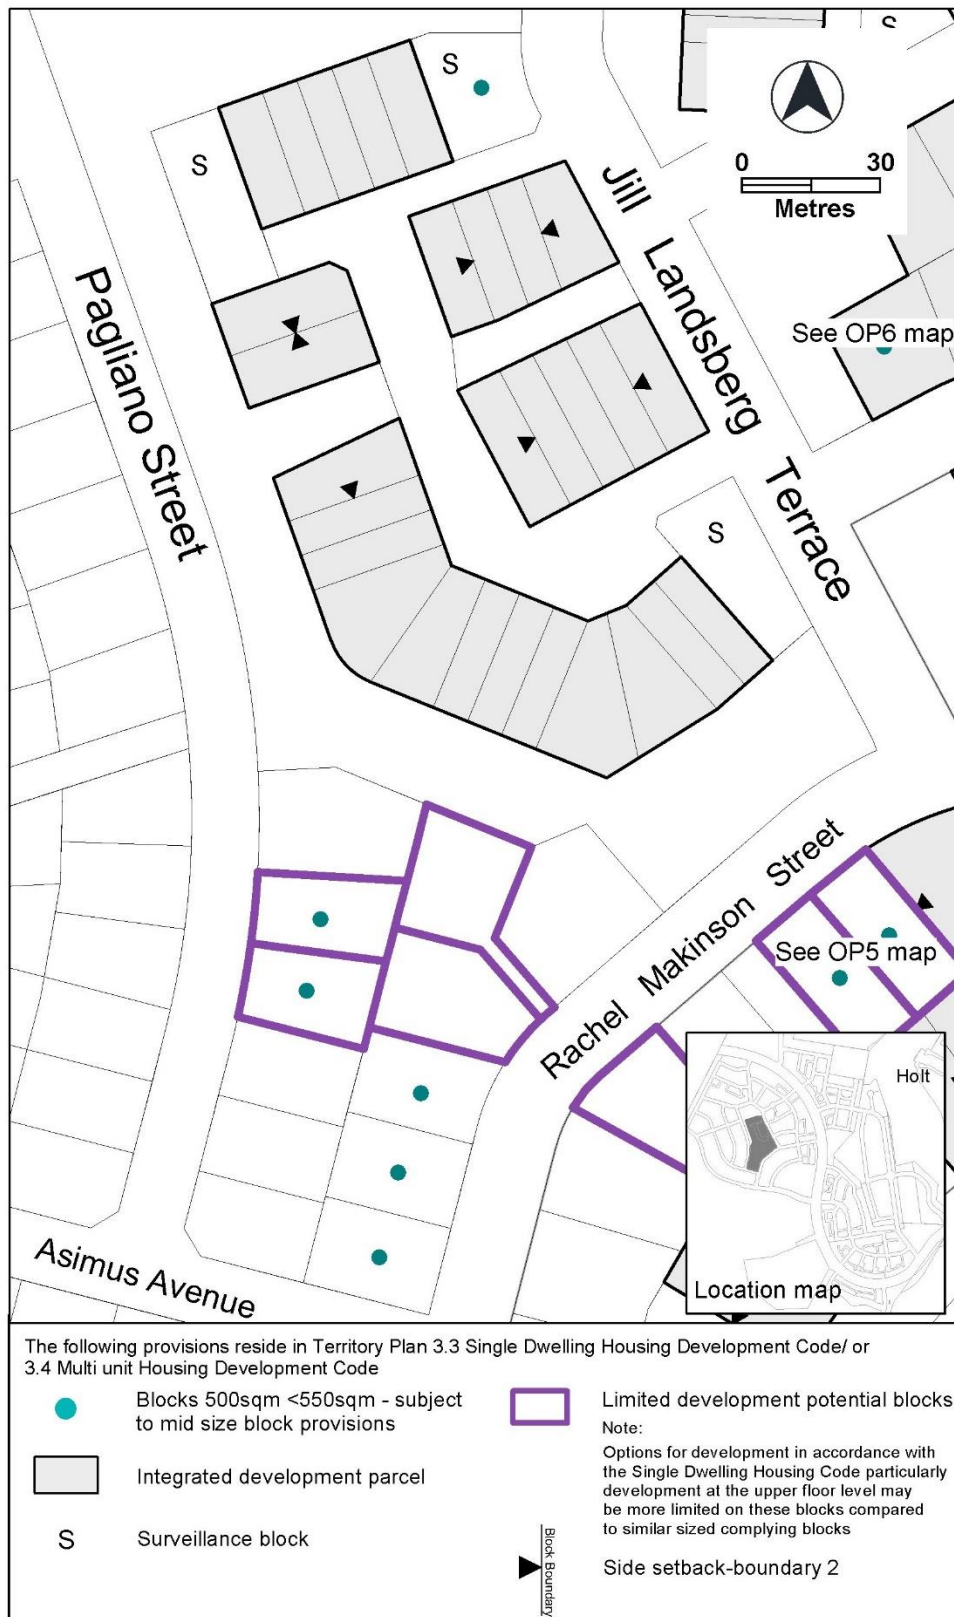 S
S
S
0 30
Metres
Jill Landsberg Terrace
Pagliano Street
See OP6 map
S
Rachel Makinson Street
See OP5 map
Holt
Location map
Asimus Avenue
The following provisions reside in Territory Plan 3.3 Single Dwelling Housing Development Code/ or
3.4 Multi unit Housing Development Code
Blocks 500sqm <550sqm - subject
to mid size block provisions
Integrated development parcel
S Surveillance block
Limited development potential blocks
Note:
Options for development in accordance with
the Single Dwelling Housing Code particularly
development at the upper floor level may
be more limited on these blocks compared
to similar sized complying blocks
Block Boundary
Side setback-boundary 2